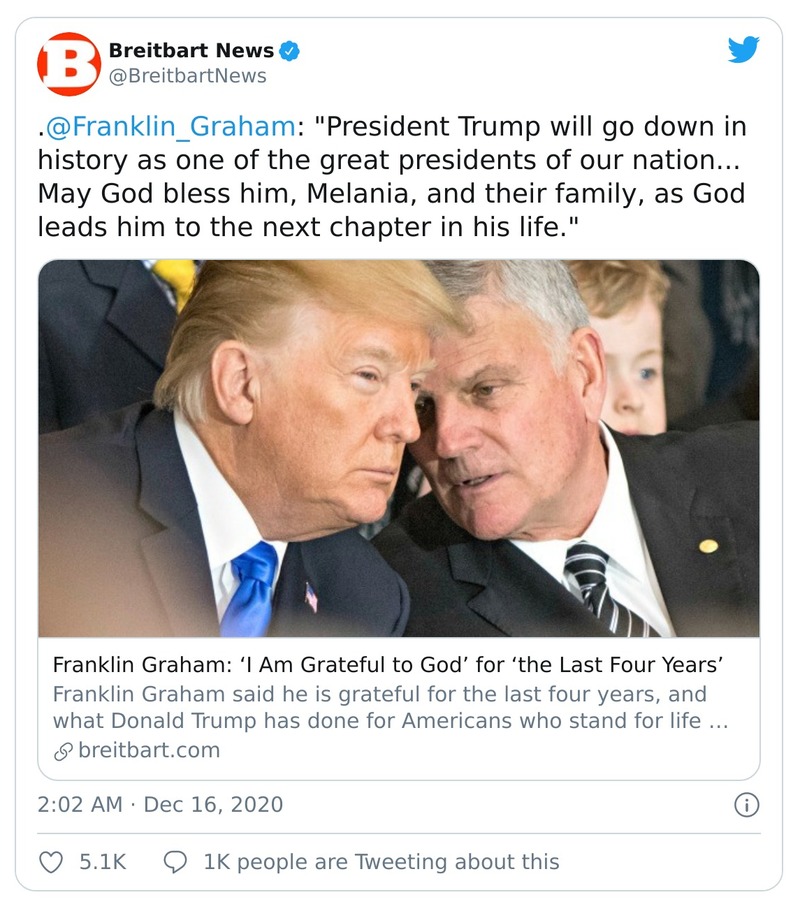 B
Breitbart News
@BreitbartNews
.@Franklin_Graham: "President Trump will go down in
history as one of the great presidents of our nation...
May God bless him, Melania, and their family, as God
leads him to the next chapter in his life."
Franklin Graham: ‘I Am Grateful to God’ for ‘the Last Four Years’
Franklin Graham said he is grateful for the last four years, and
what Donald Trump has done for Americans who stand for life ...
breitbart.com
2:02 AM · Dec 16, 2020
5.1K 1K people are Tweeting about this